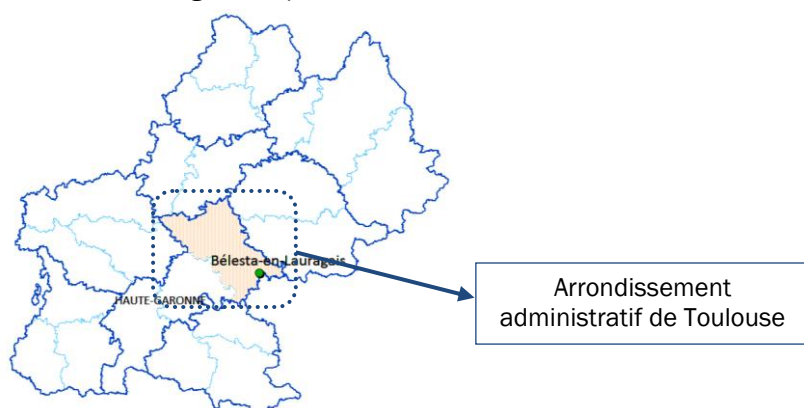 Bélesta-en-Lauragais
HAUTE-GARONNE
Arrondissement
administratif de Toulouse